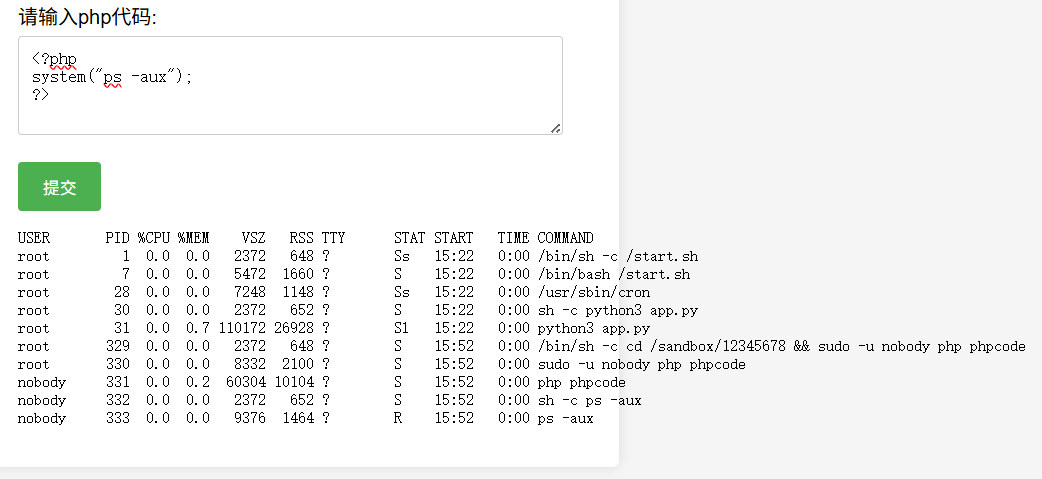 请输入php代码:
<?php
system("ps -aux");
?>
提交
USER PID %CPU %MEM VSZ RSS TTY STAT START TIME COMMAND
root 1 0.0 0.0 2372 648 ? Ss 15:22 0:00 /bin/sh -c /start.sh
root 7 0.0 0.0 5472 1660 ? S 15:22 0:00 /bin/bash /start.sh
root 28 0.0 0.0 7248 1148 ? Ss 15:22 0:00 /usr/sbin/cron
root 30 0.0 0.0 2372 652 ? S 15:22 0:00 sh -c python3 app.py
root 31 0.0 0.7 110172 26928 ? Sl 15:22 0:00 python3 app.py
root 329 0.0 0.0 2372 648 ? S 15:52 0:00 /bin/sh -c cd /sandbox/12345678 && sudo -u nobody php phpcode
root 330 0.0 0.0 8332 2100 ? S 15:52 0:00 sudo -u nobody php phpcode
nobody 331 0.0 0.2 60304 10104 ? S 15:52 0:00 php phpcode
nobody 332 0.0 0.0 2372 652 ? S 15:52 0:00 sh -c ps -aux
nobody 333 0.0 0.0 9376 1464 ? R 15:52 0:00 ps -aux